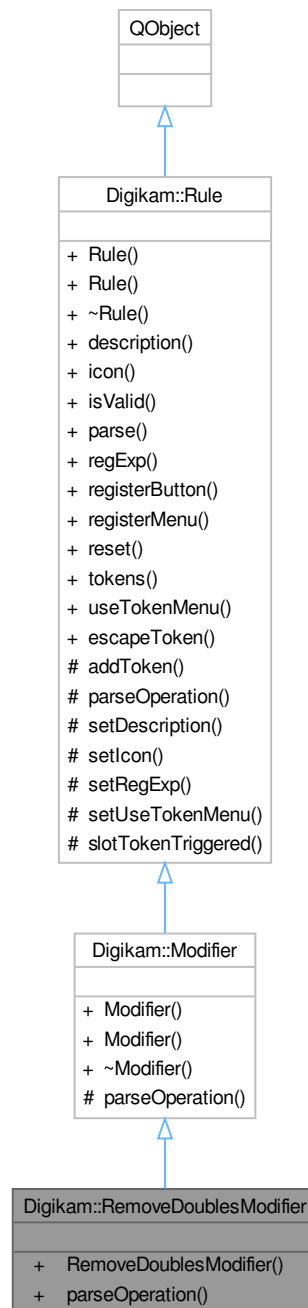 QObject
Digikam::Rule
+ Rule()
+ Rule()
+ ~Rule()
+ description()
+ icon()
+ isValid()
+ parse()
+ regExp()
+ registerButton()
+ registerMenu()
+ reset()
+ tokens()
+ useTokenMenu()
+ escapeToken()
# addToken()
# parseOperation()
# setDescription()
# setIcon()
# setRegExp()
# setUseTokenMenu()
# slotTokenTriggered()
Digikam::Modifier
+ Modifier()
+ Modifier()
+ ~Modifier()
# parseOperation()
Digikam::RemoveDoublesModifier
+ RemoveDoublesModifier()
+ parseOperation()